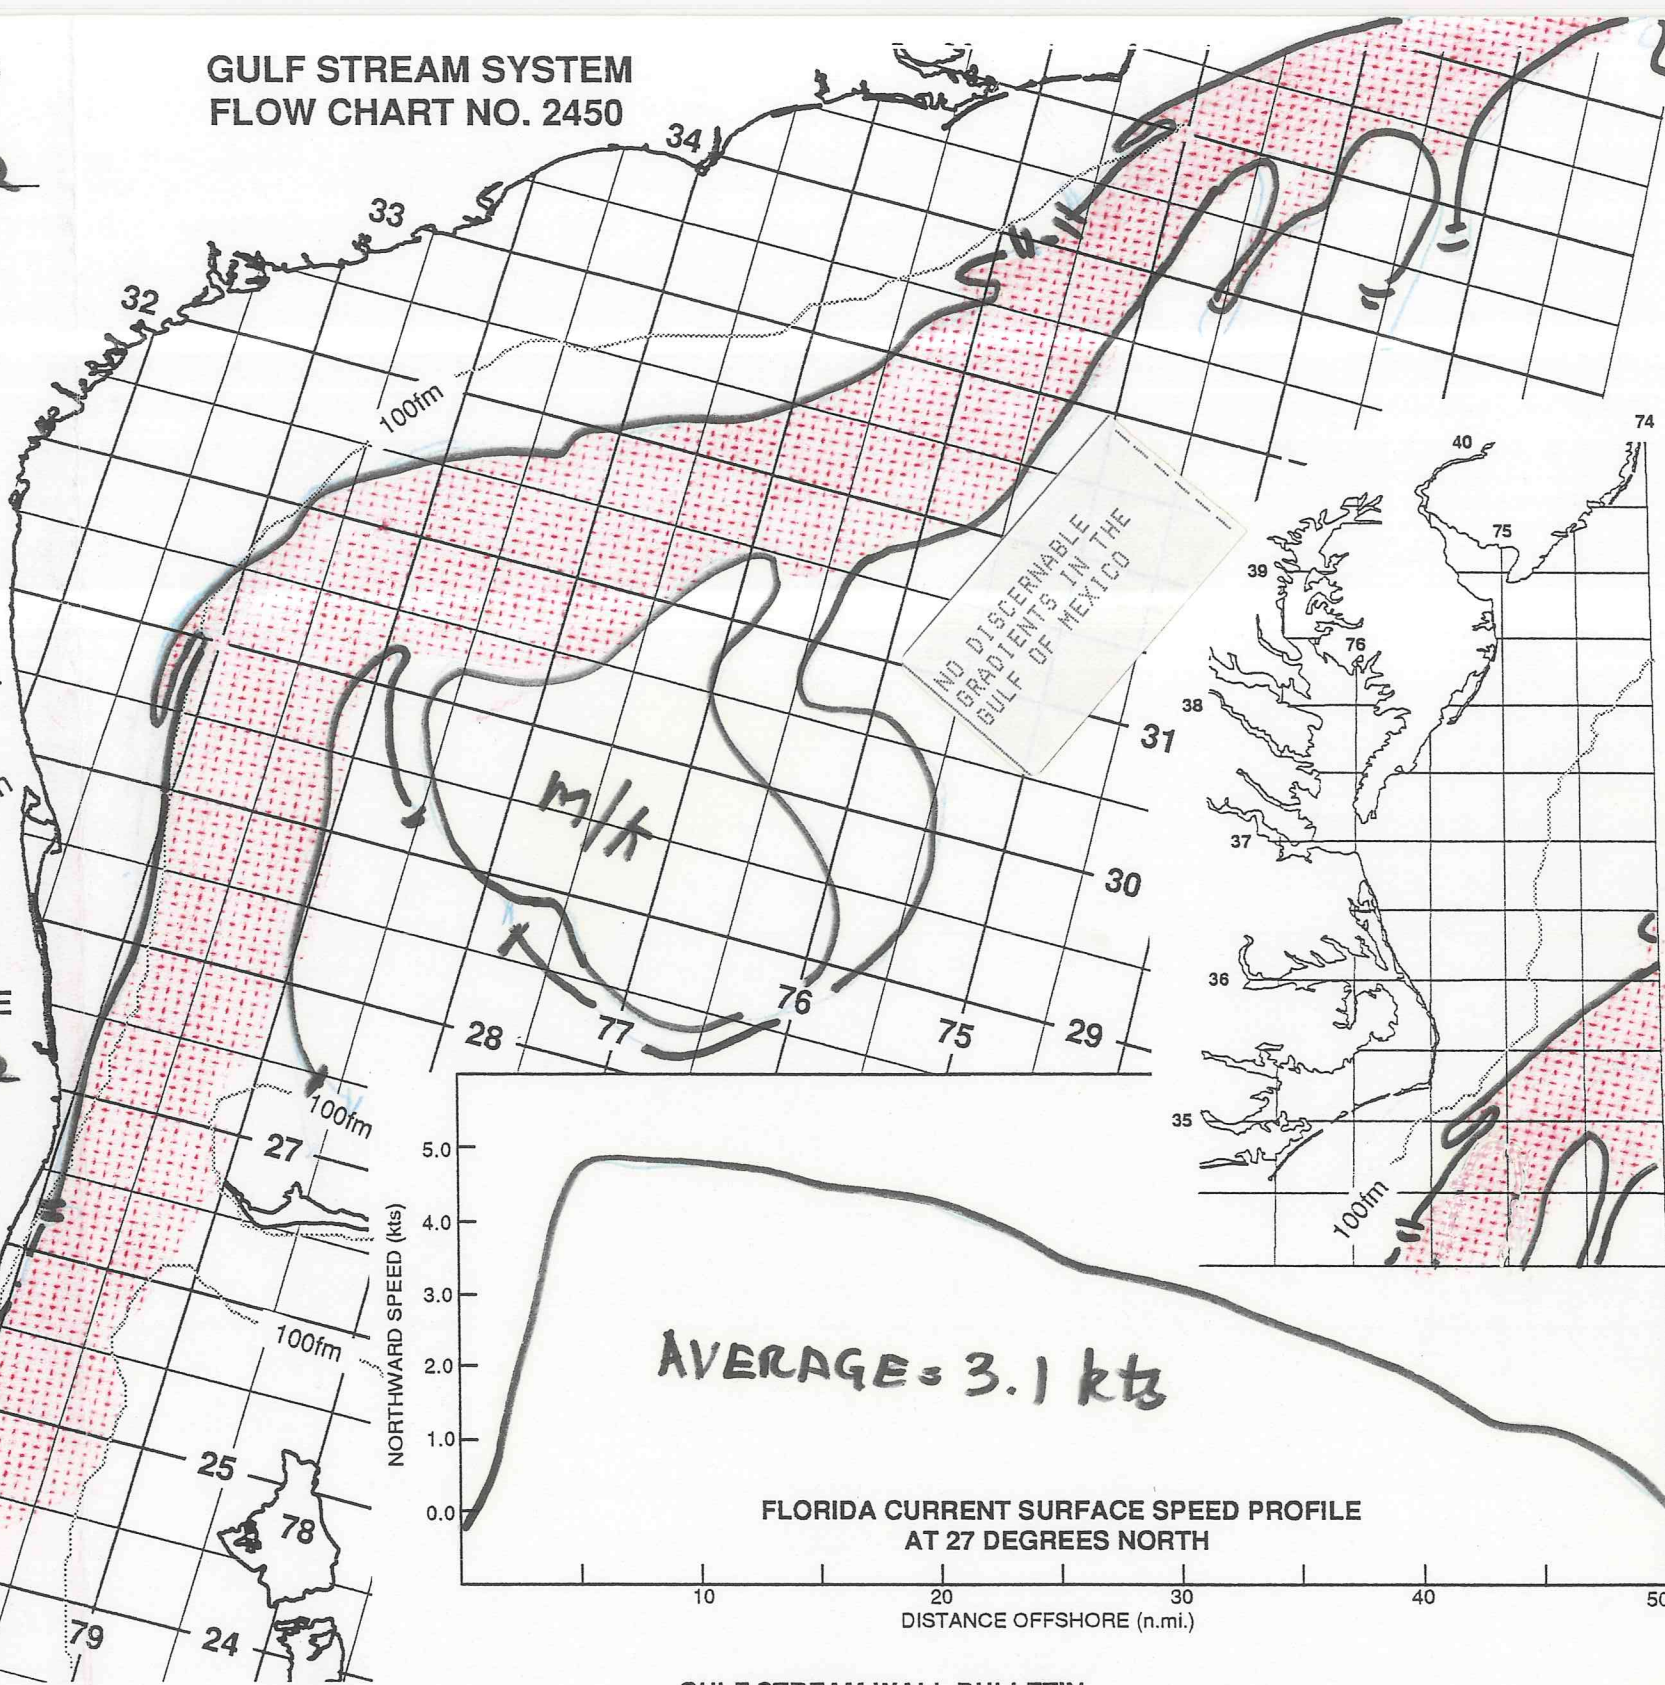 GULF STREAM SYSTEM
FLOW CHART NO. 2450
34
33
32
100fm
NO DISCERNABLE
GRADIENTS IN THE
GULF OF MEXICO
31
30
29
28
77
76
75
m/k
74
40
75
39
76
38
37
36
35
100fm
100fm
27
100fm
25
78
24
79
NORTHWARD SPEED (kts)
5.0
4.0
3.0
2.0
1.0
0.0
AVERAGE = 3.1 kts
FLORIDA CURRENT SURFACE SPEED PROFILE
AT 27 DEGREES NORTH
10
20
30
40
DISTANCE OFFSHORE (n.mi.)
GULF STREAM WALL BULLETIN